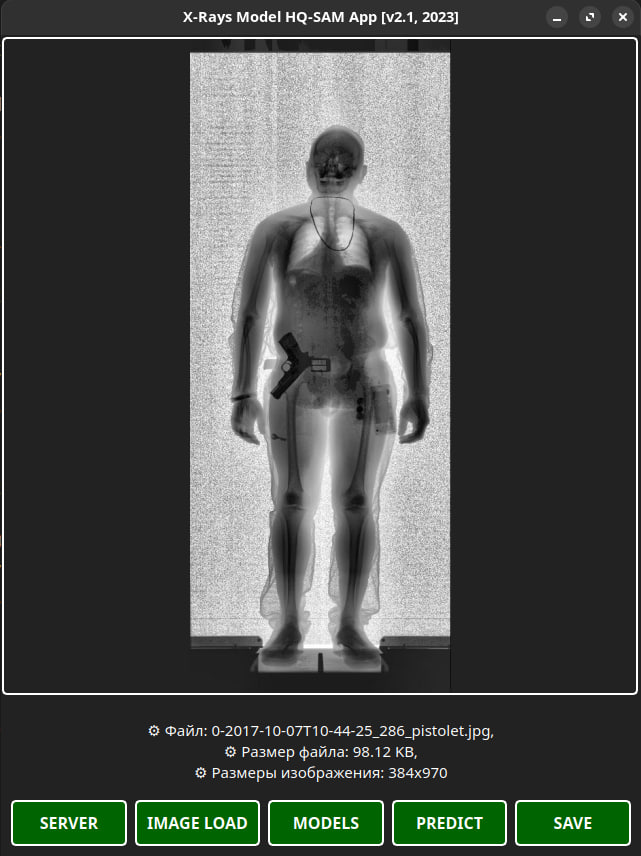 X-Rays Model HQ-SAM App [v2.1, 2023]
⚙ Файл: 0-2017-10-07T10-44-25_286_pistolet.jpg,
⚙ Размер файла: 98.12 KB,
⚙ Размеры изображения: 384x970
SERVER
IMAGE LOAD
MODELS
PREDICT
SAVE